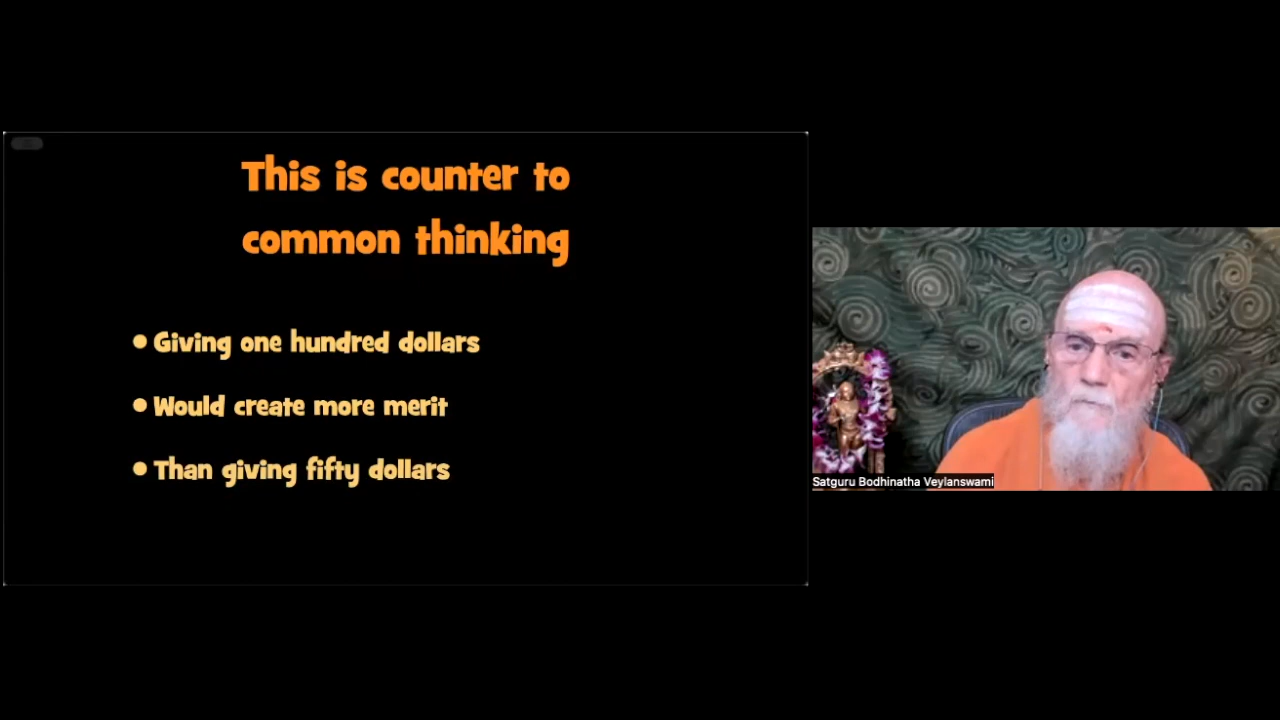 This is counter to
common thinking
• Giving one hundred dollars
• Would create more merit
• Than giving fifty dollars
Satguru Bodhinatha Veylanswami